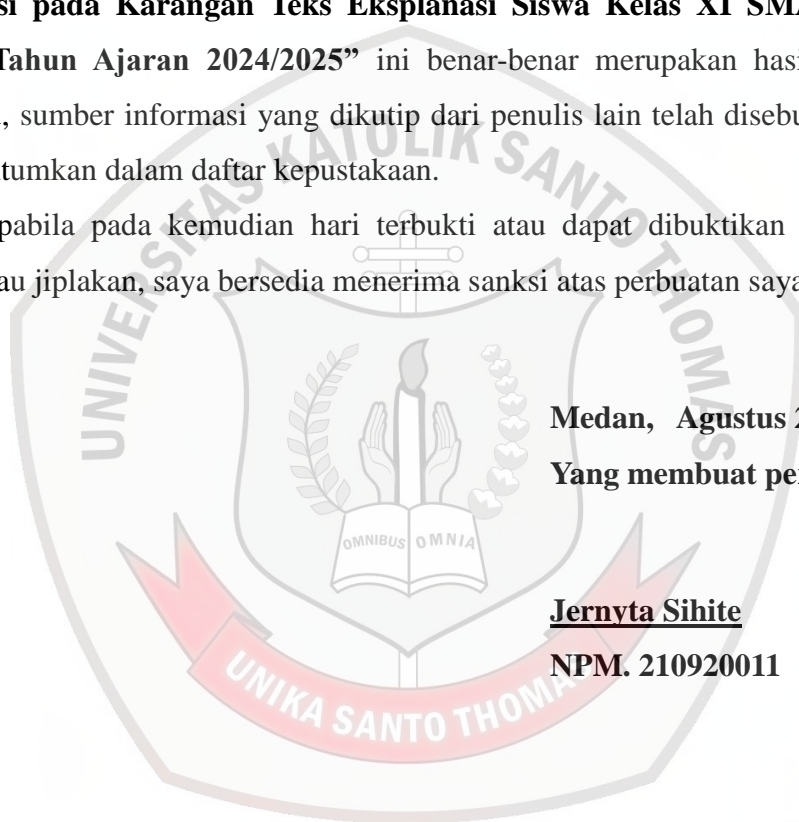 si pada Karangan Teks Eksplanasi Siswa Kelas XI SMA
Tahun Ajaran 2024/2025” ini benar-benar merupakan hasi
, sumber informasi yang dikutip dari penulis lain telah disebu
tumkan dalam daftar kepustakaan.
pabila pada kemudian hari terbukti atau dapat dibuktikan
au jiplakan, saya bersedia menerima sanksi atas perbuatan saya
UNIVERSITAS KATOLIK SANTO THOMAS
Medan, Agustus 2
Yang membuat per
OMNIBUS OMNIA
Jernyta Sihite
NPM. 210920011
UNIKA SANTO THOMAS